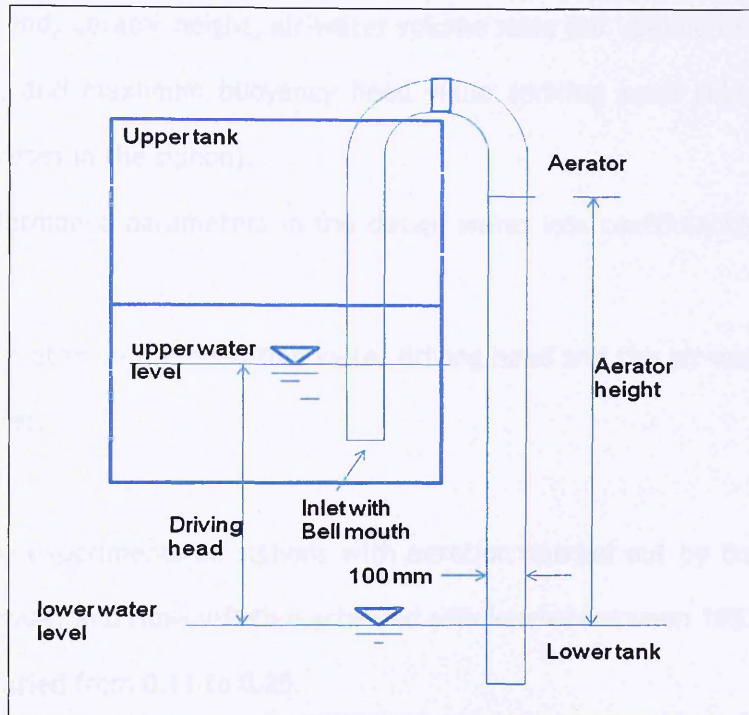 Upper tank
Aerator
upper water
level
Aerator
height
Inlet with
Bell mouth
Driving
head
100 mm
lower water
level
Lower tank